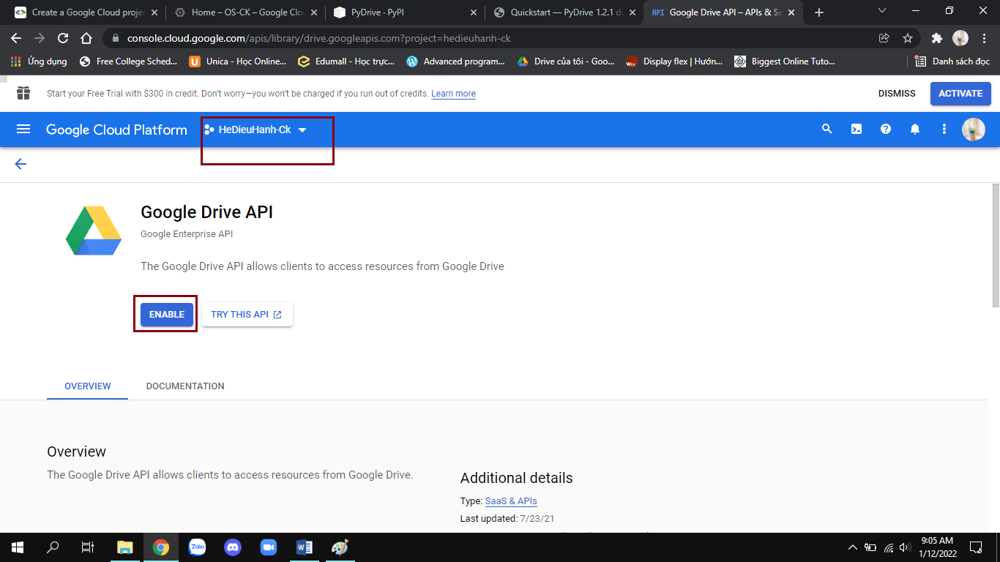 Create a Google Cloud projec
Home – OS-CK – Google Clou
PyDrive · PyPI
Quickstart — PyDrive 1.2.1 d
API Google Drive API – APIs & Se
console.cloud.google.com/apis/library/drive.googleapis.com?project=hedieuhanh-ck
Ứng dụng
Free College Sched...
Unica - Học Online...
Edumall - Học trực...
Advanced program...
Drive của tôi - Goo...
Display flex | Hướn...
Biggest Online Tuto...
Danh sách đọc
Start your Free Trial with $300 in credit. Don’t worry—you won’t be charged if you run out of credits. Learn more
DISMISS
ACTIVATE
Google Cloud Platform
HeDieuHanh-Ck
Google Drive API
Google Enterprise API
The Google Drive API allows clients to access resources from Google Drive
ENABLE
TRY THIS API
OVERVIEW
DOCUMENTATION
Overview
The Google Drive API allows clients to access resources from Google Drive.
Additional details
Type: SaaS & APIs
Last updated: 7/23/21
Zalo
9:05 AM
1/12/2022